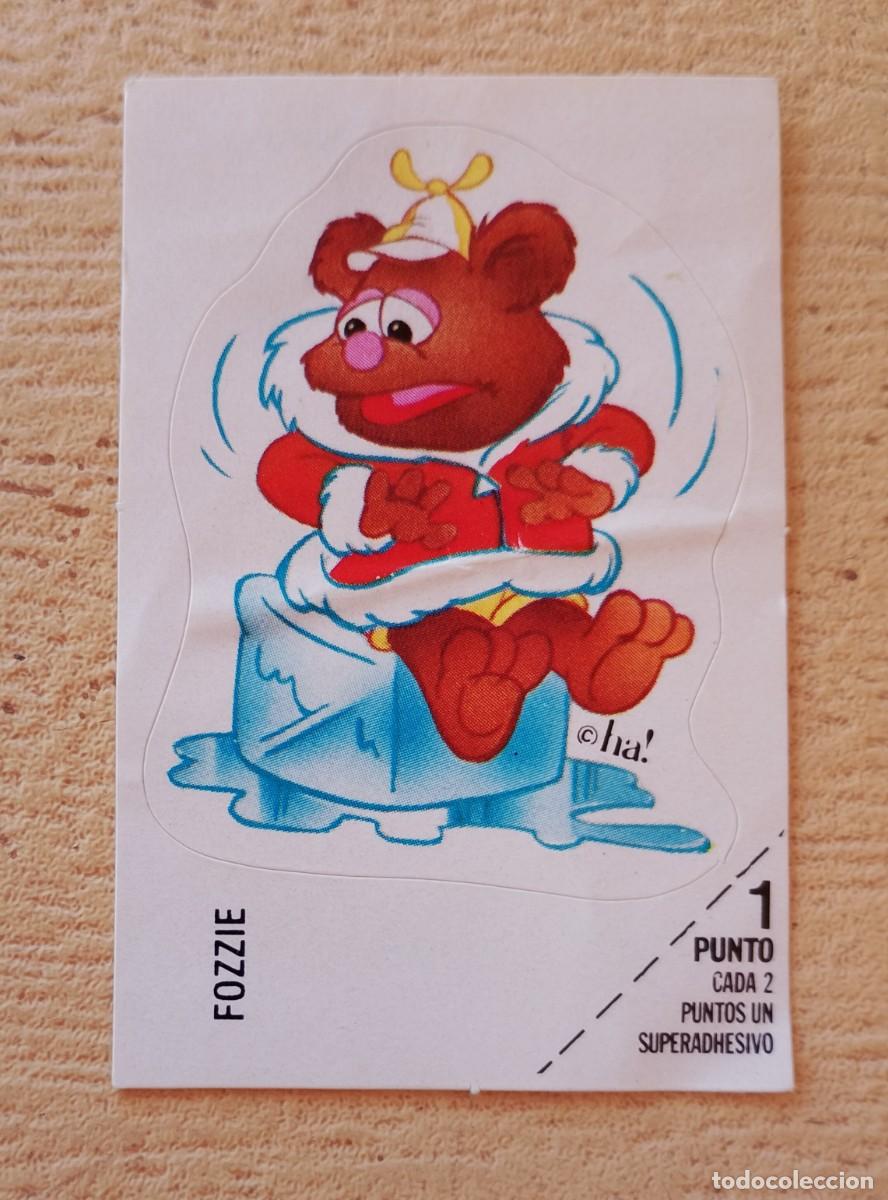 ©ha!
FOZZIE
1
PUNTO
CADA 2
PUNTOS UN
SUPERADHESIVO
todocoleccion